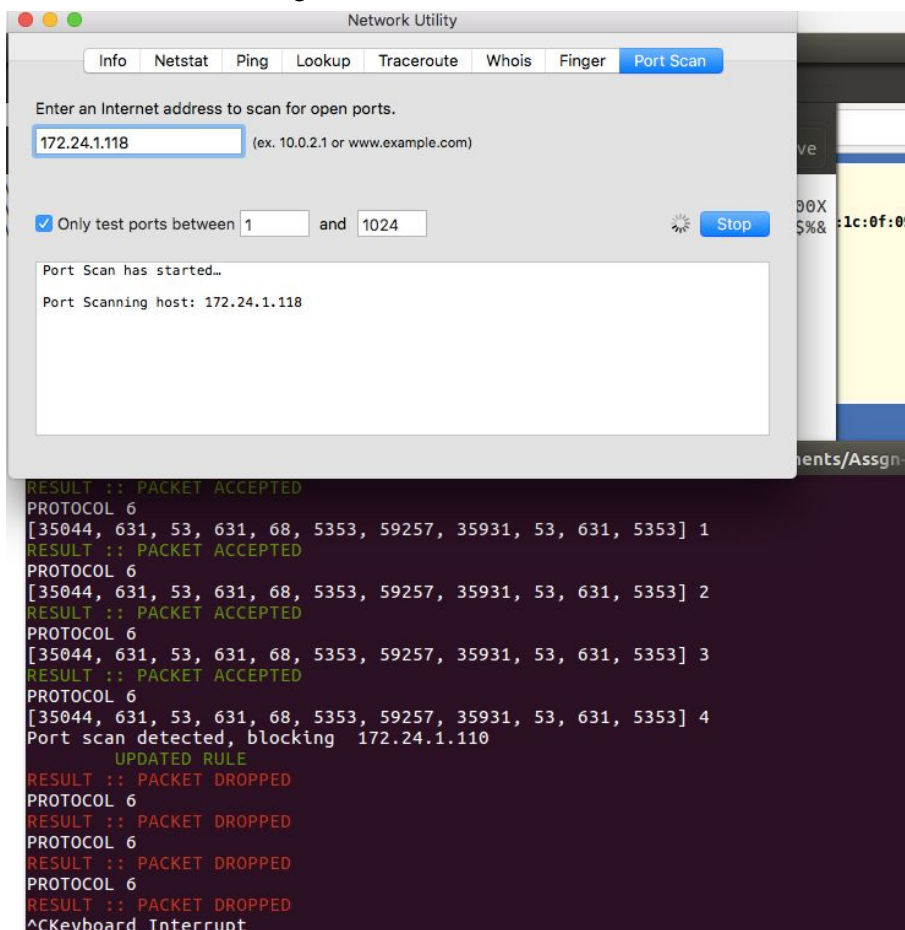 Network Utility
Info Netstat Ping Lookup Traceroute Whois Finger Port Scan
Enter an Internet address to scan for open ports.
172.24.1.118 (ex. 10.0.2.1 or www.example.com)
Only test ports between 1 and 1024 Stop
Port Scan has started...
Port Scanning host: 172.24.1.118
ve
00X
$%& :1:c:0f:09
ments/Assgn-
RESULT :: PACKET ACCEPTED
PROTOCOL 6
[35044, 631, 53, 631, 68, 5353, 59257, 35931, 53, 631, 5353] 1
RESULT :: PACKET ACCEPTED
PROTOCOL 6
[35044, 631, 53, 631, 68, 5353, 59257, 35931, 53, 631, 5353] 2
RESULT :: PACKET ACCEPTED
PROTOCOL 6
[35044, 631, 53, 631, 68, 5353, 59257, 35931, 53, 631, 5353] 3
RESULT :: PACKET ACCEPTED
PROTOCOL 6
[35044, 631, 53, 631, 68, 5353, 59257, 35931, 53, 631, 5353] 4
Port scan detected, blocking 172.24.1.110
UPDATED RULE
RESULT :: PACKET DROPPED
PROTOCOL 6
RESULT :: PACKET DROPPED
PROTOCOL 6
RESULT :: PACKET DROPPED
PROTOCOL 6
RESULT :: PACKET DROPPED
^CKeyboard Interrupt